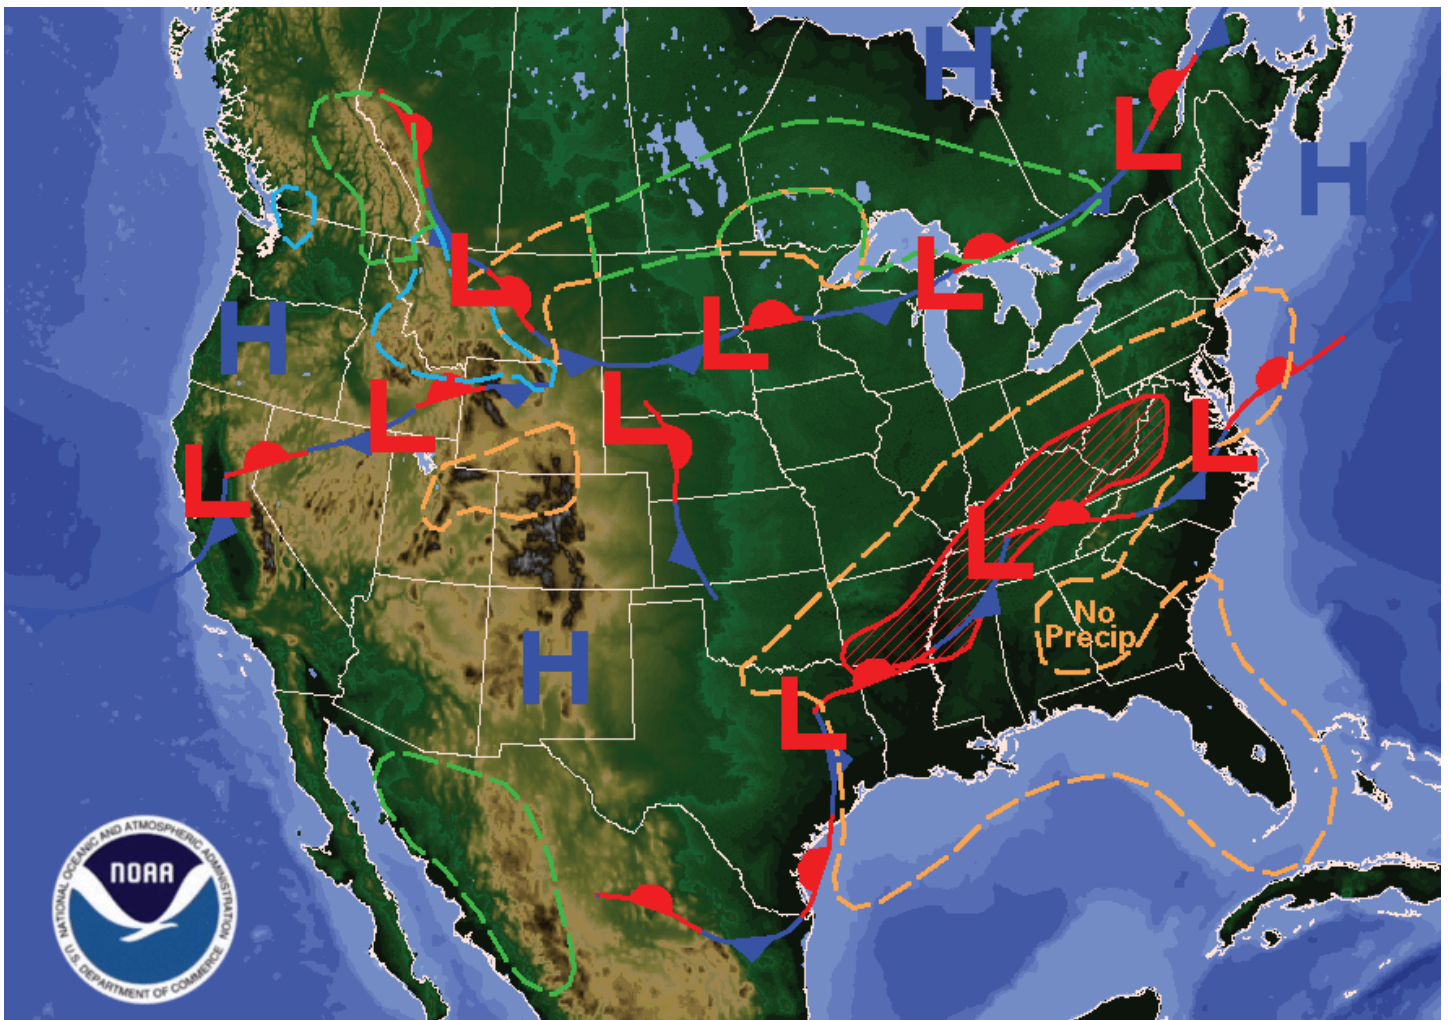 H
H
L
L
H
L
L
H
L
L
L
L
L
L
No
Precip.
H
L
NATIONAL OCEANIC AND ATMOSPHERIC ADMINISTRATION
NOAA
U.S. DEPARTMENT OF COMMERCE